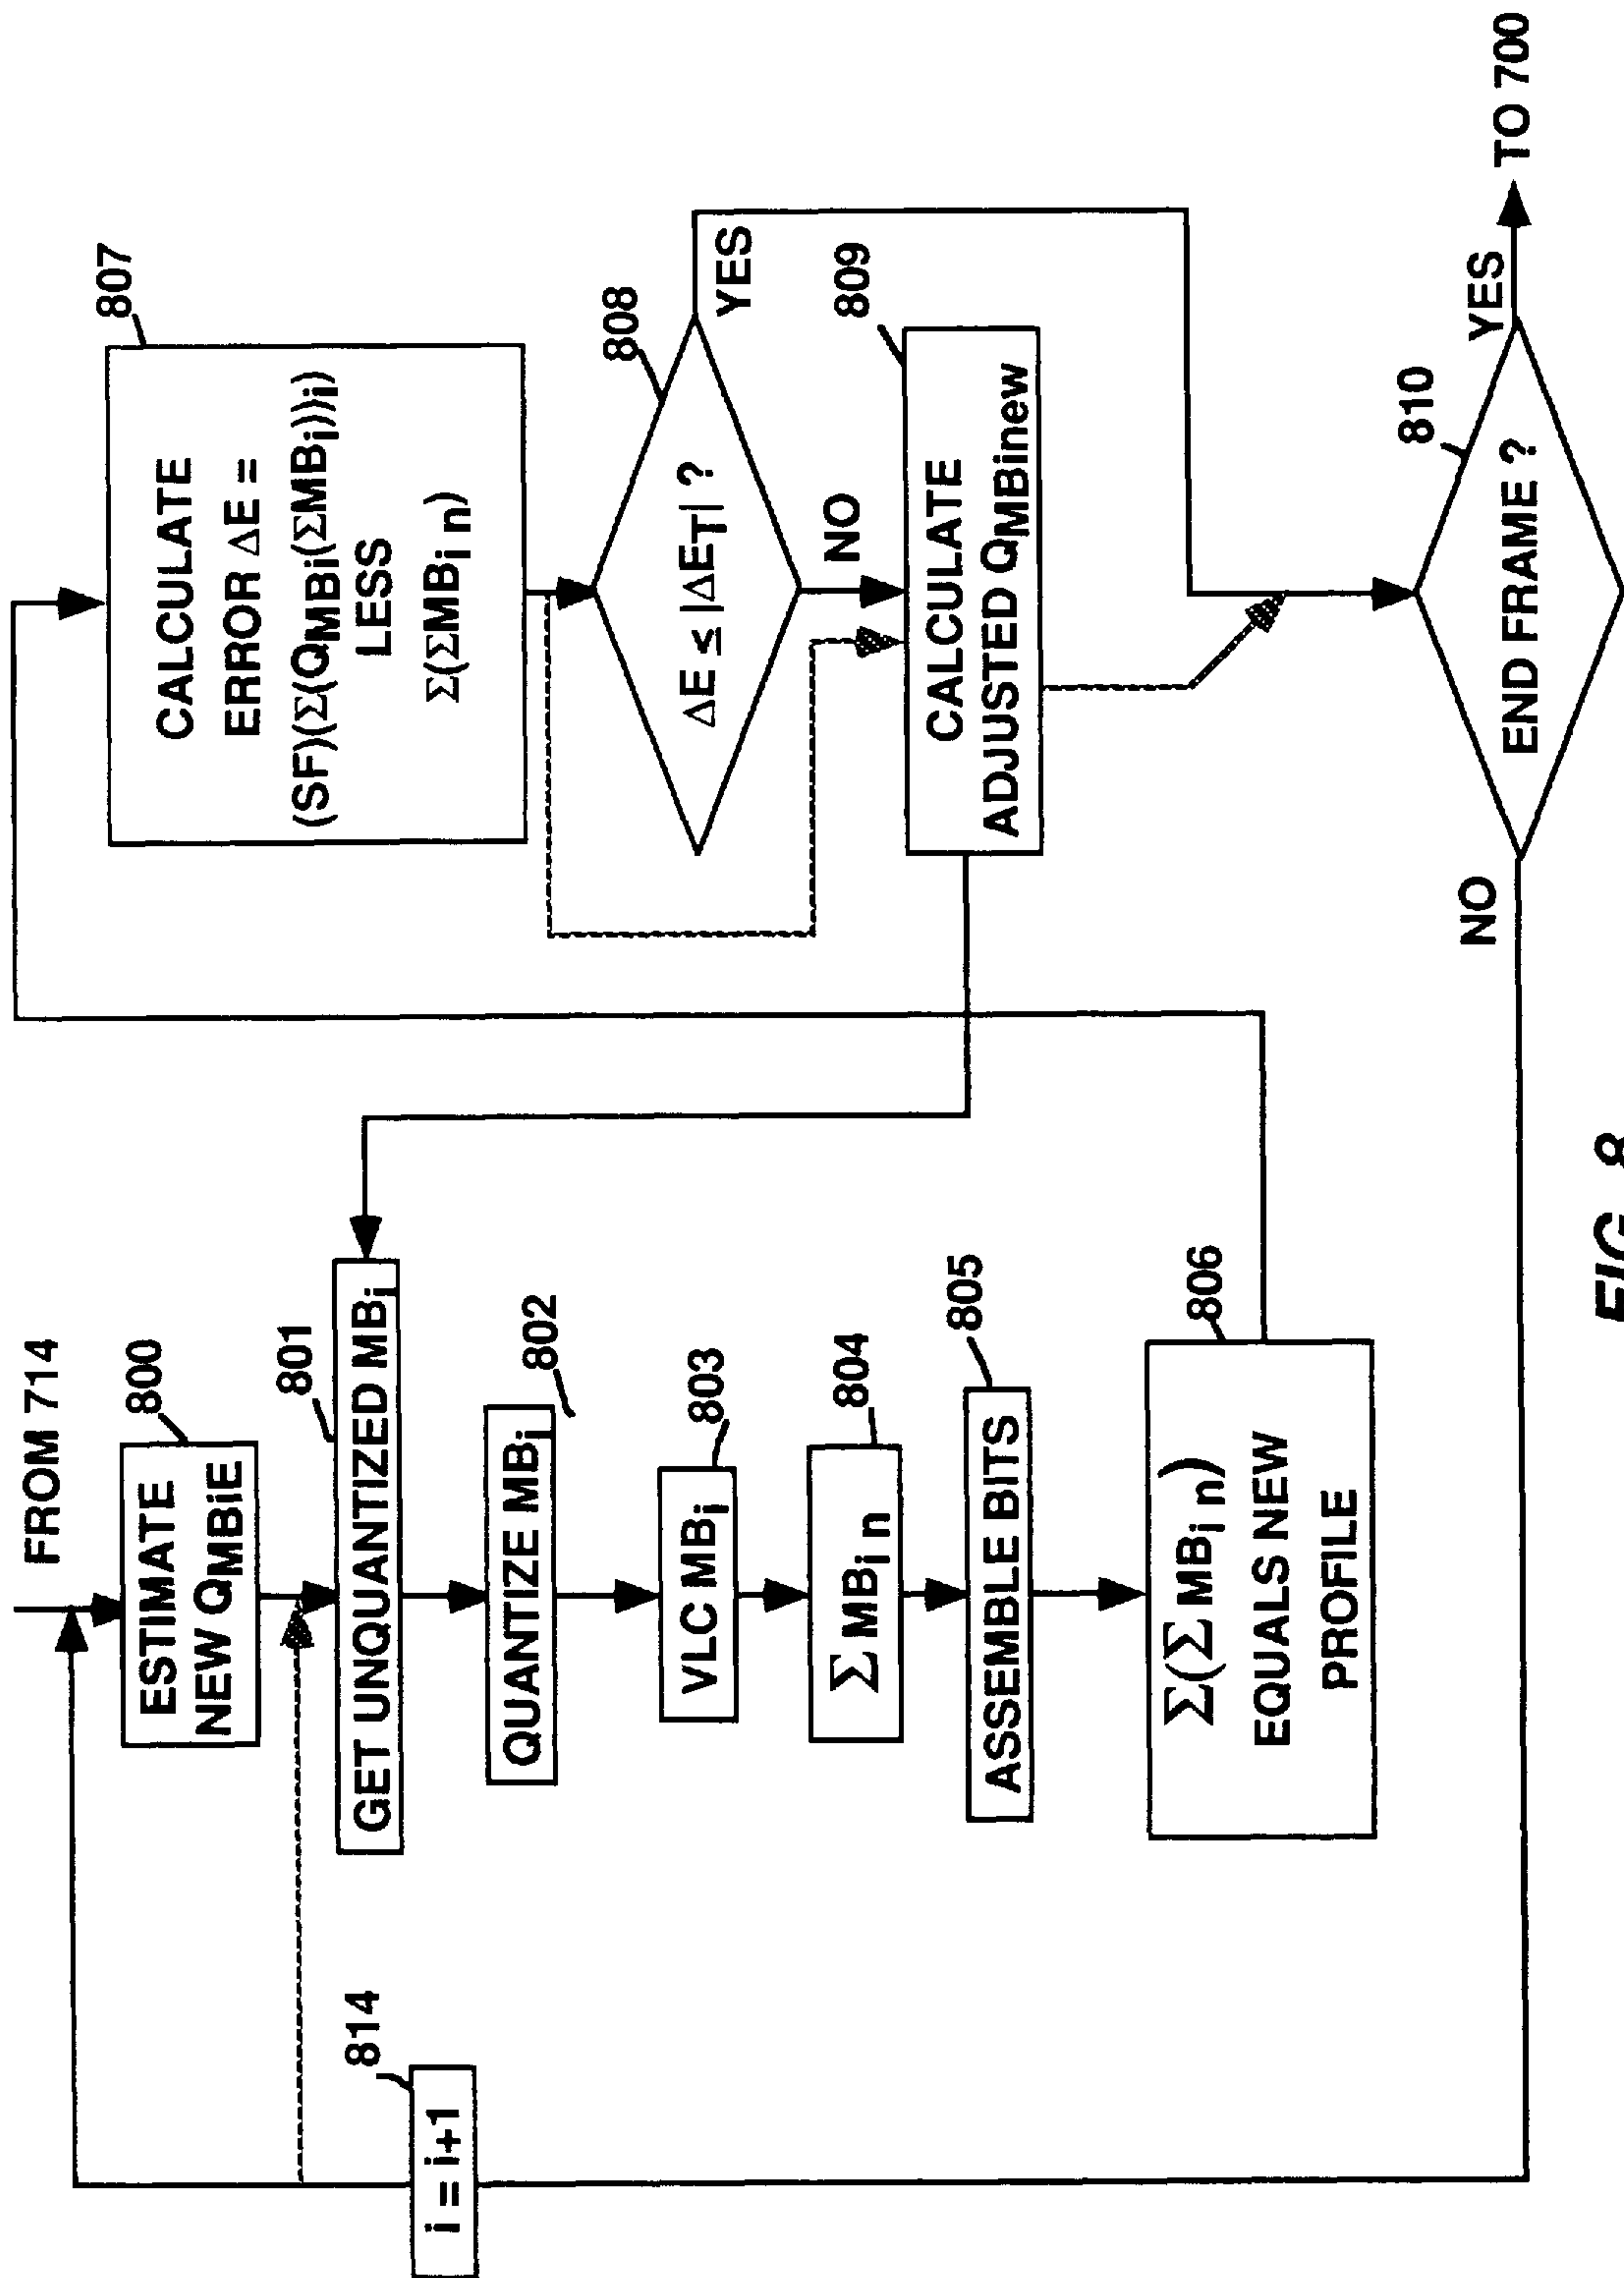 FROM 714
800
ESTIMATE
NEW QMBiE
801
GET UNQUANTIZED MBi
802
QUANTIZE MBi
803
VLC MBi
804
Σ MBi n
805
ASSEMBLE BITS
806
Σ(Σ MBi n)
EQUALS NEW
PROFILE
814
i = i+1
807
CALCULATE
ERROR ΔE =
(SF)(Σ(QMBi(ΣMBi)))i)
LESS
Σ(ΣMBi n)
808
ΔE ≤ |ΔET| ?
YES
NO
809
CALCULATE
ADJUSTED QMBinew
810
END FRAME ?
YES
TO 700
NO
FIG. 8